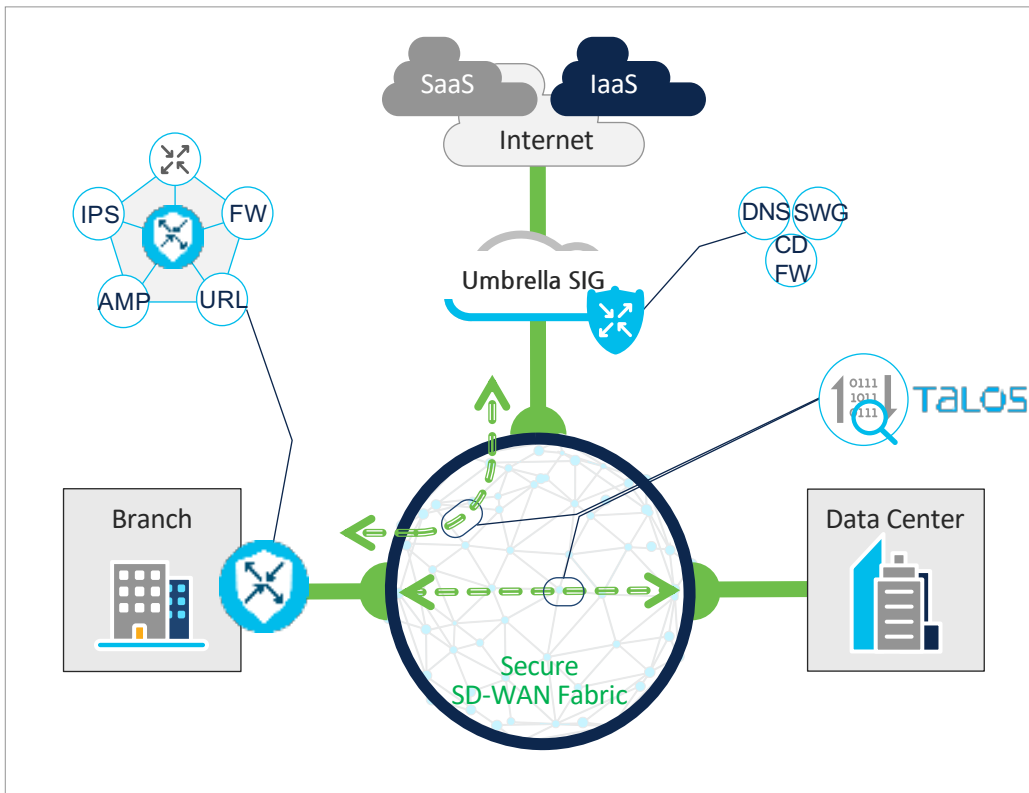 SaaS
IaaS
Internet
IPS
FW
AMP
URL
DNS
SWG
CD
FW
Umbrella SIG
0111
1011
0111
TALOS
Branch
Data Center
Secure
SD-WAN Fabric